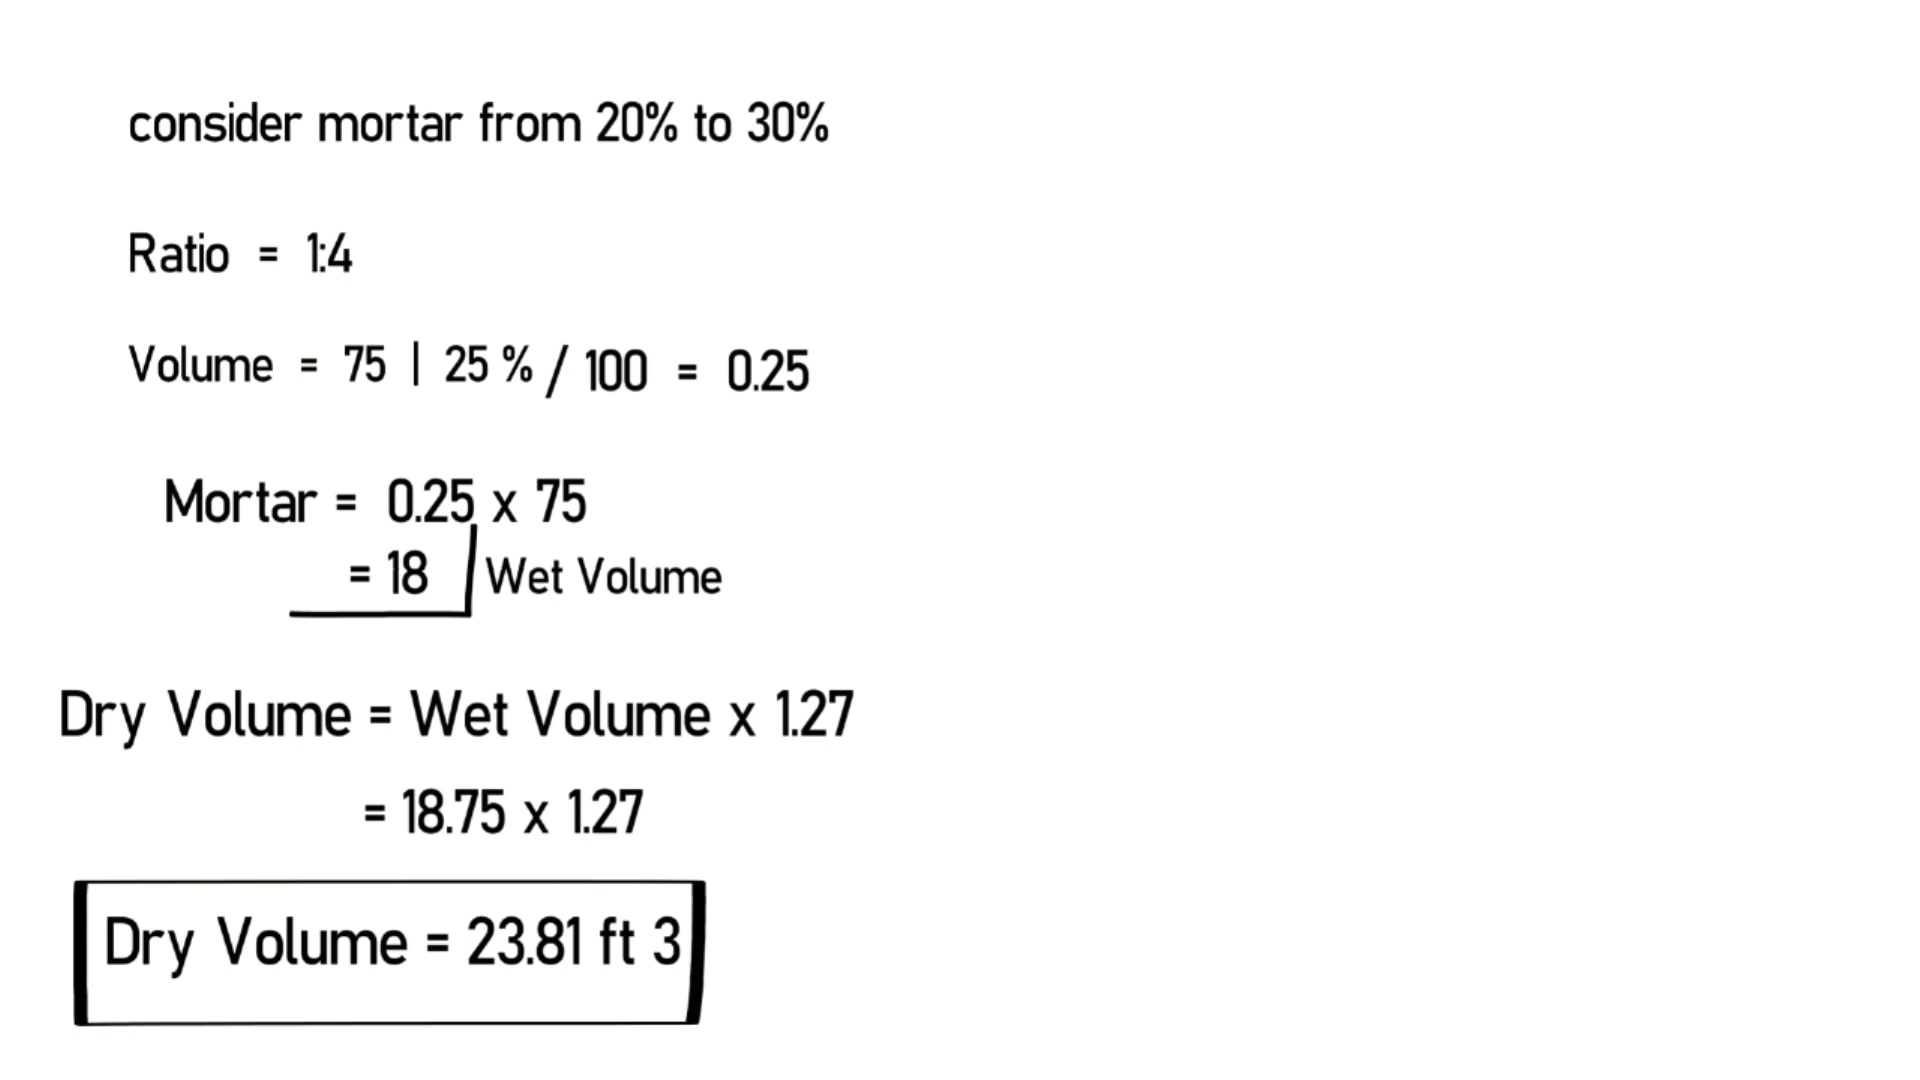 consider mortar from 20% to 30%
Ratio = 1:4
Volume = 75 | 25 % / 100 = 0.25
Mortar = 0.25 x 75
= 18 Wet Volume
Dry Volume = Wet Volume x 1.27
= 18.75 x 1.27
Dry Volume = 23.81 ft 3